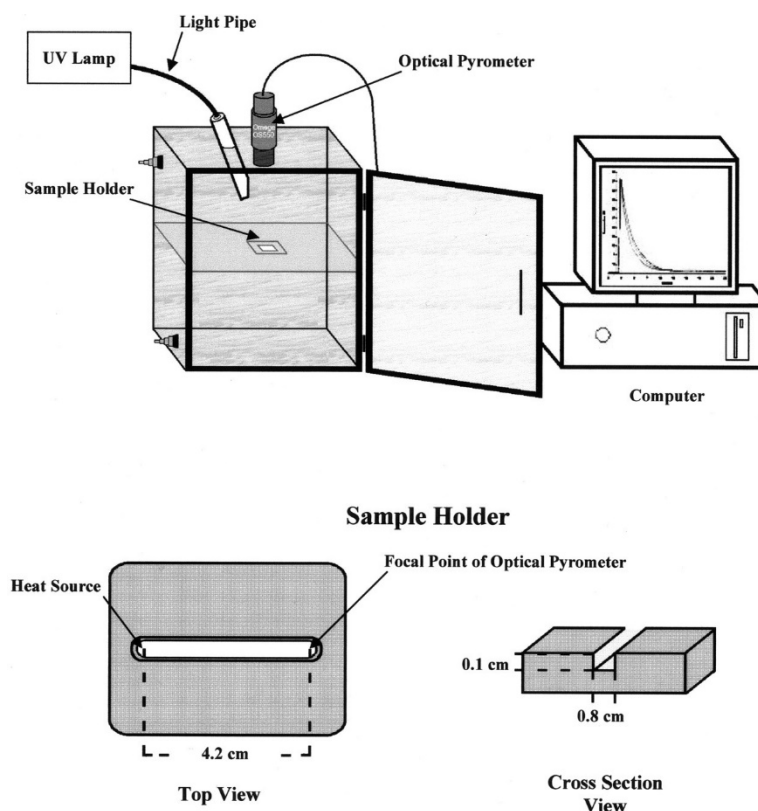 Light Pipe
UV Lamp
Optical Pyrometer
Omega
OS550
Sample Holder
Computer
Sample Holder
Heat Source
Focal Point of Optical Pyrometer
0.1 cm
0.8 cm
4.2 cm
Top View
Cross Section
View